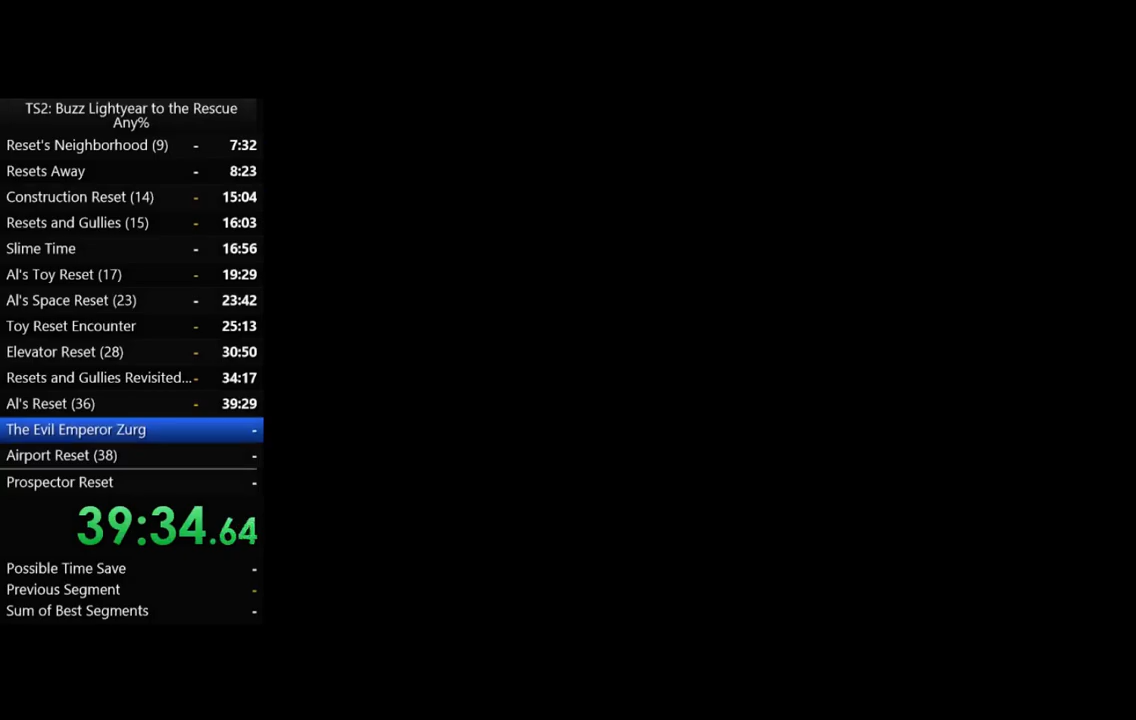 TS2: Buzz Lightyear to the Rescue
Any%
Reset's Neighborhood (9) - 7:32
Resets Away - 8:23
Construction Reset (14) - 15:04
Resets and Gullies (15) - 16:03
Slime Time - 16:56
Al's Toy Reset (17) - 19:29
Al's Space Reset (23) - 23:42
Toy Reset Encounter - 25:13
Elevator Reset (28) - 30:50
Resets and Gullies Revisited... - 34:17
Al's Reset (36) - 39:29
The Evil Emperor Zurg -
Airport Reset (38) -
Prospector Reset -
39:34.64
Possible Time Save -
Previous Segment -
Sum of Best Segments -